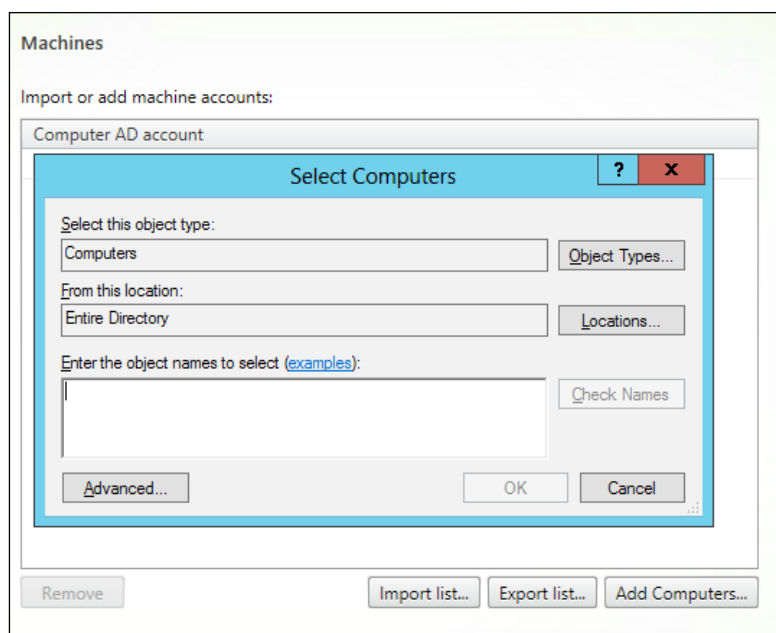 Machines
Import or add machine accounts:
Computer AD account
Select Computers
? x
Select this object type:
Computers
Object Types...
From this location:
Entire Directory
Locations...
Enter the object names to select (examples):
Check Names
Advanced...
OK
Cancel
Remove
Import list...
Export list...
Add Computers...